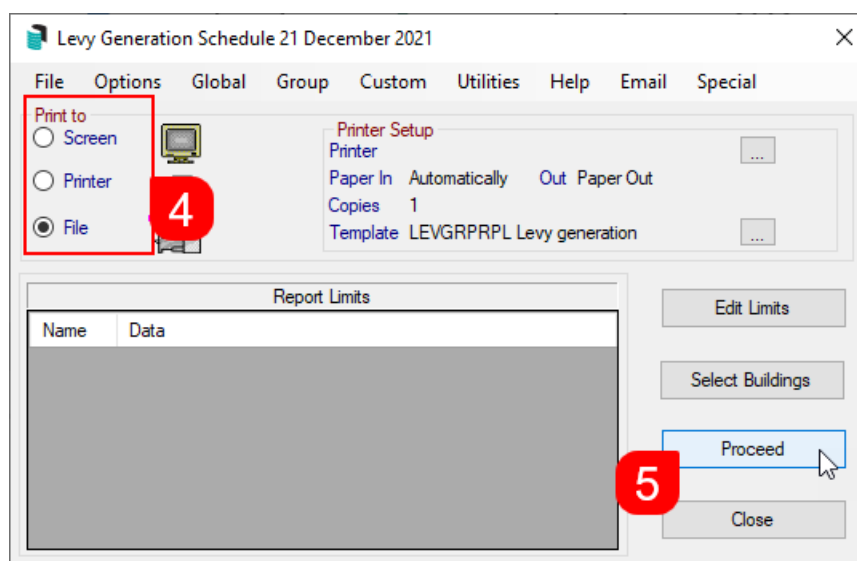 Levy Generation Schedule 21 December 2021
File Options Global Group Custom Utilities Help Email Special
Print to
Screen
Printer
File
4
Printer Setup
Printer ...
Paper In Automatically Out Paper Out
Copies 1
Template LEVGRPRPL Levy generation ...
Report Limits
Name Data
Edit Limits
Select Buildings
Proceed
5
Close